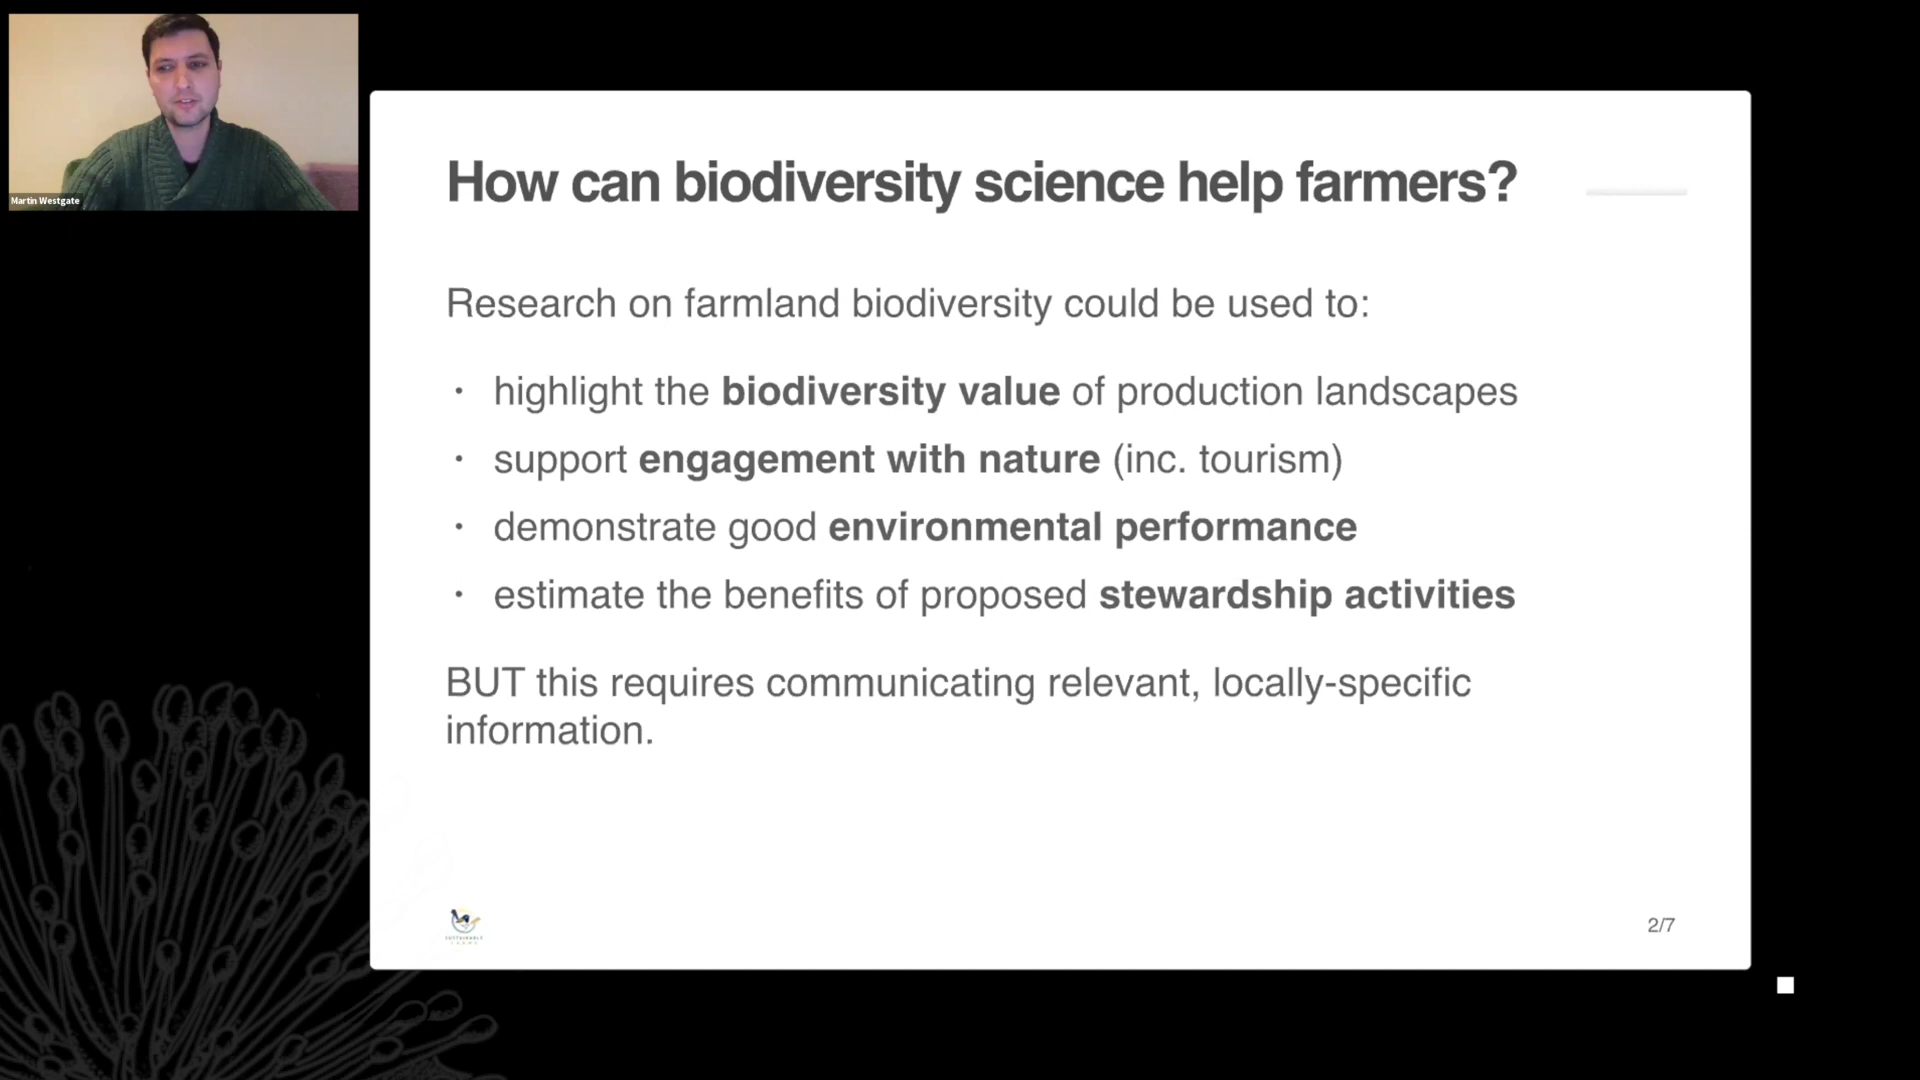 Martin Westgate
How can biodiversity science help farmers?
Research on farmland biodiversity could be used to:
· highlight the biodiversity value of production landscapes
· support engagement with nature (inc. tourism)
· demonstrate good environmental performance
· estimate the benefits of proposed stewardship activities
BUT this requires communicating relevant, locally-specific
information.
SUSTAINABLE
FARMS
2/7